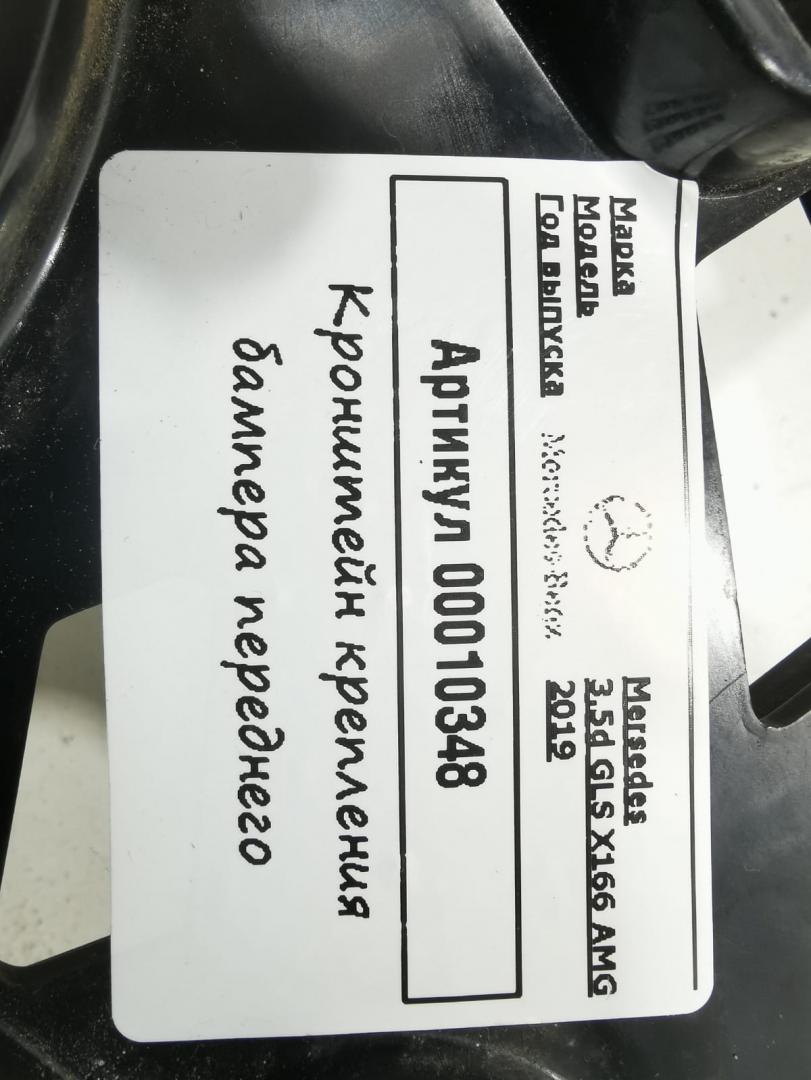 Марка Mersedes
Модель 3.5d GLS X166 AMG
Год выпуска 2019
Mercedes-Benz
Артикул 00010348
Кронштейн крепления
бампера переднего